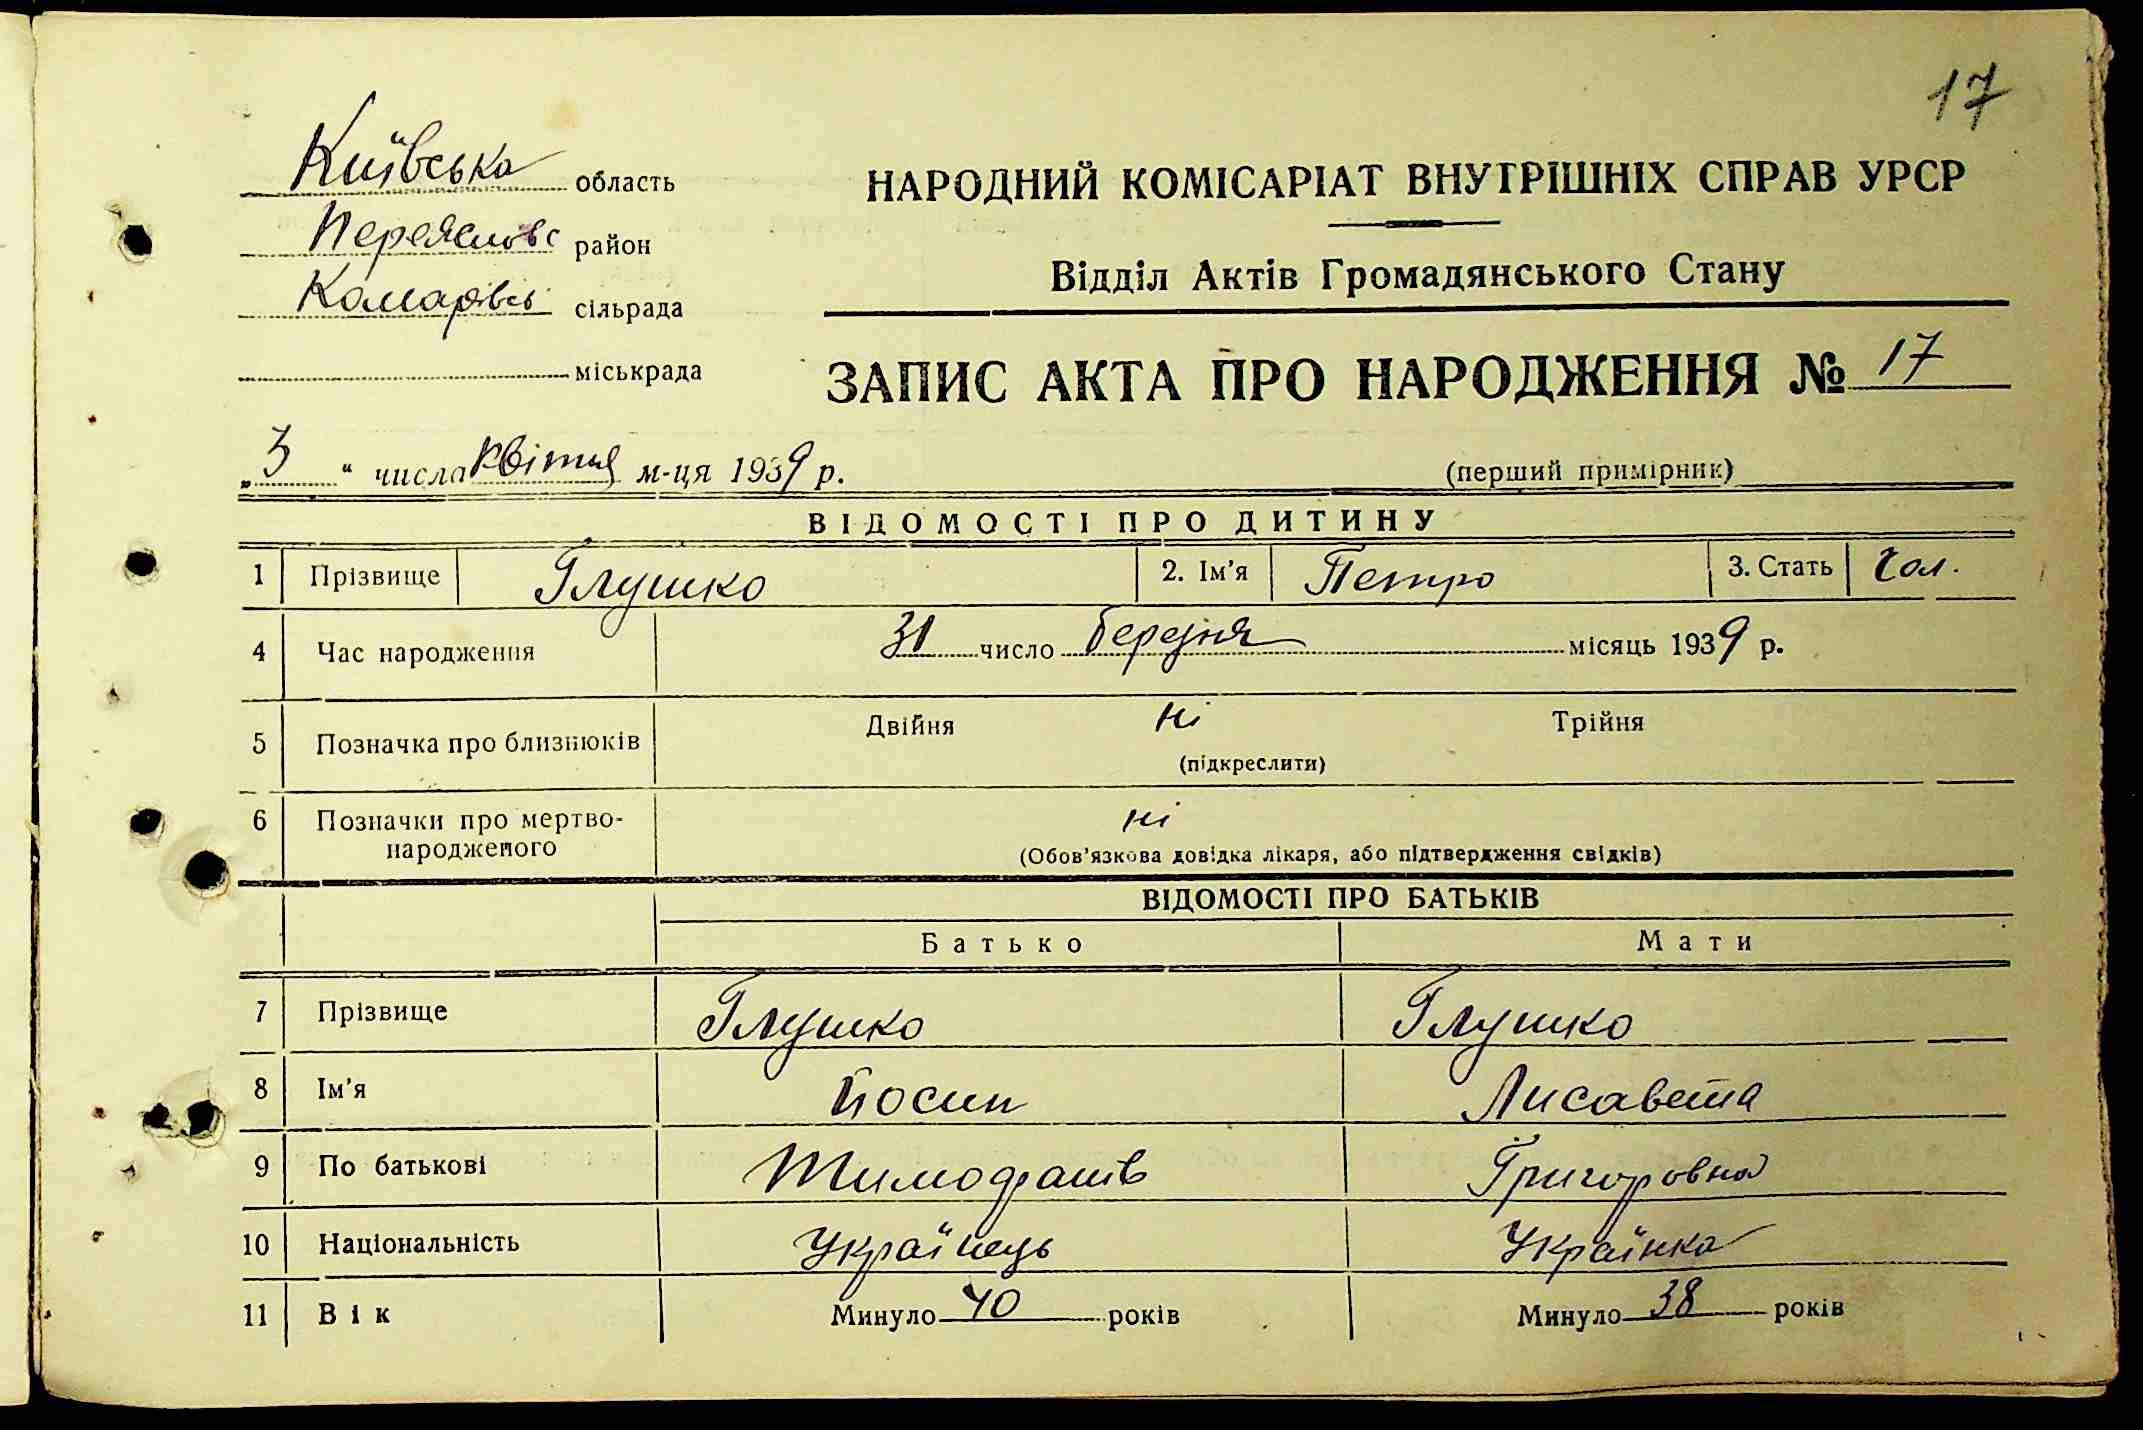 17
Київська область
Переяслівс район
Комарівсь сільрада
міськрада
НАРОДНИЙ КОМІСАРІАТ ВНУТРІШНІХ СПРАВ УРСР
Відділ Актів Громадянського Стану
ЗАПИС АКТА ПРО НАРОДЖЕННЯ № 17
„3“ числа квітня м-ця 1939 р.
(перший примірник)
ВІДОМОСТІ ПРО ДИТИНУ
1 Прізвище Глушко 2. Ім'я Петро 3. Стать чол.
4 Час народження 31 число березня місяць 1939 р.
5 Позначка про близнюків Двійня ні Трійня
(підкреслити)
6 Позначки про мертво-
народженого ні
(Обов'язкова довідка лікаря, або підтвердження свідків)
ВІДОМОСТІ ПРО БАТЬКІВ
Батько Мати
7 Прізвище Глушко Глушко
8 Ім'я Йосип Лисавета
9 По батькові Григоровна
10 Національність Українець Українка
11 Вік Минуло 40 років Минуло 38 років